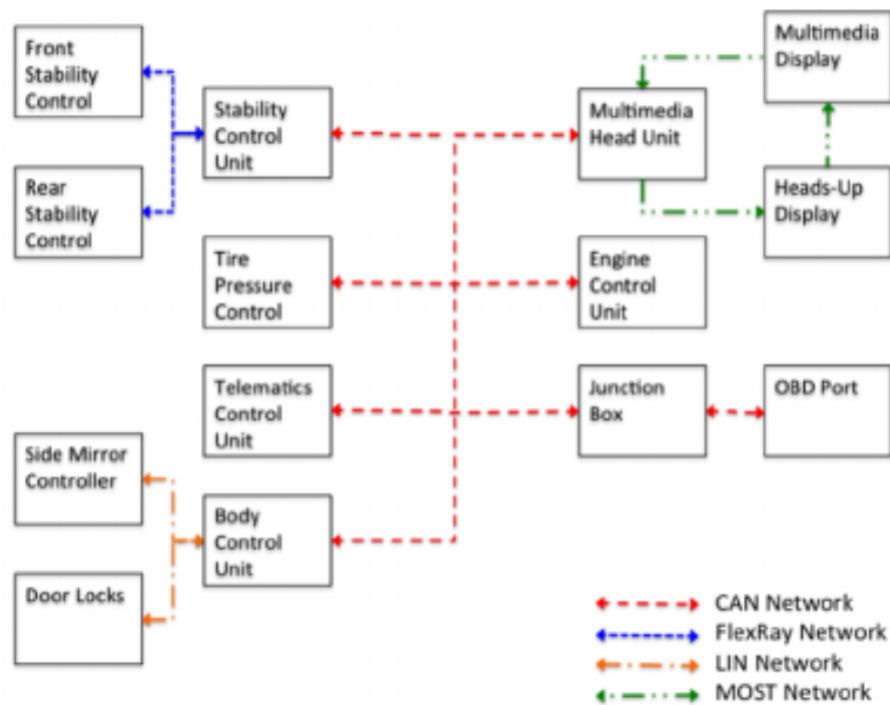 Front
Stability
Control
Rear
Stability
Control
Stability
Control
Unit
Tire
Pressure
Control
Telematics
Control
Unit
Side Mirror
Controller
Door Locks
Body
Control
Unit
Multimedia
Head Unit
Multimedia
Display
Heads-Up
Display
Engine
Control
Unit
Junction
Box
OBD Port
CAN Network
FlexRay Network
LIN Network
MOST Network